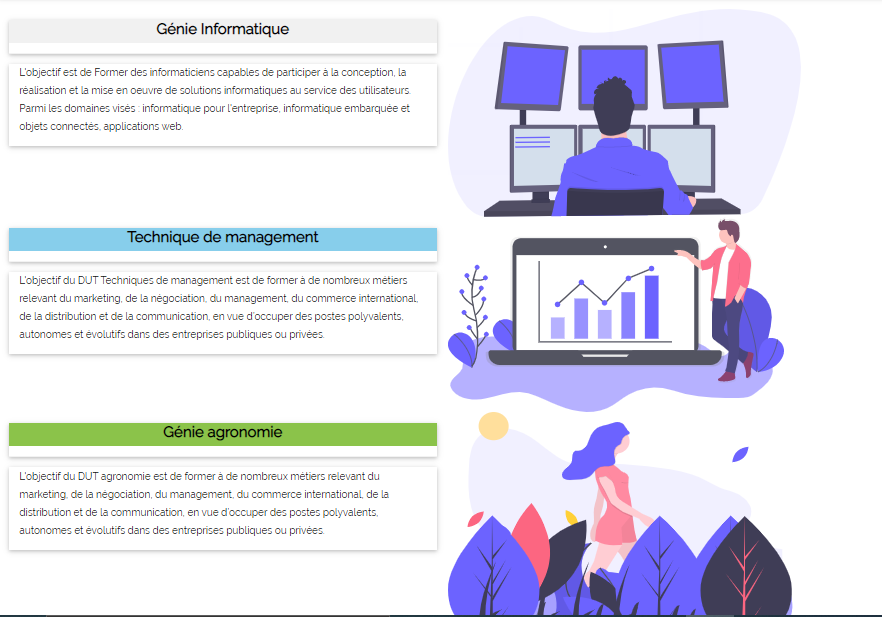 Génie Informatique
L'objectif est de Former des informaticiens capables de participer à la conception, la
réalisation et la mise en oeuvre de solutions informatiques au service des utilisateurs.
Parmi les domaines visés : informatique pour l'entreprise, informatique embarquée et
objets connectés, applications web.
Technique de management
L'objectif du DUT Techniques de management est de former à de nombreux métiers
relevant du marketing, de la négociation, du management, du commerce international,
de la distribution et de la communication, en vue d'occuper des postes polyvalents,
autonomes et évolutifs dans des entreprises publiques ou privées.
Génie agronomie
L'objectif du DUT agronomie est de former à de nombreux métiers relevant du
marketing, de la négociation, du management, du commerce international, de la
distribution et de la communication, en vue d'occuper des postes polyvalents,
autonomes et évolutifs dans des entreprises publiques ou privées.